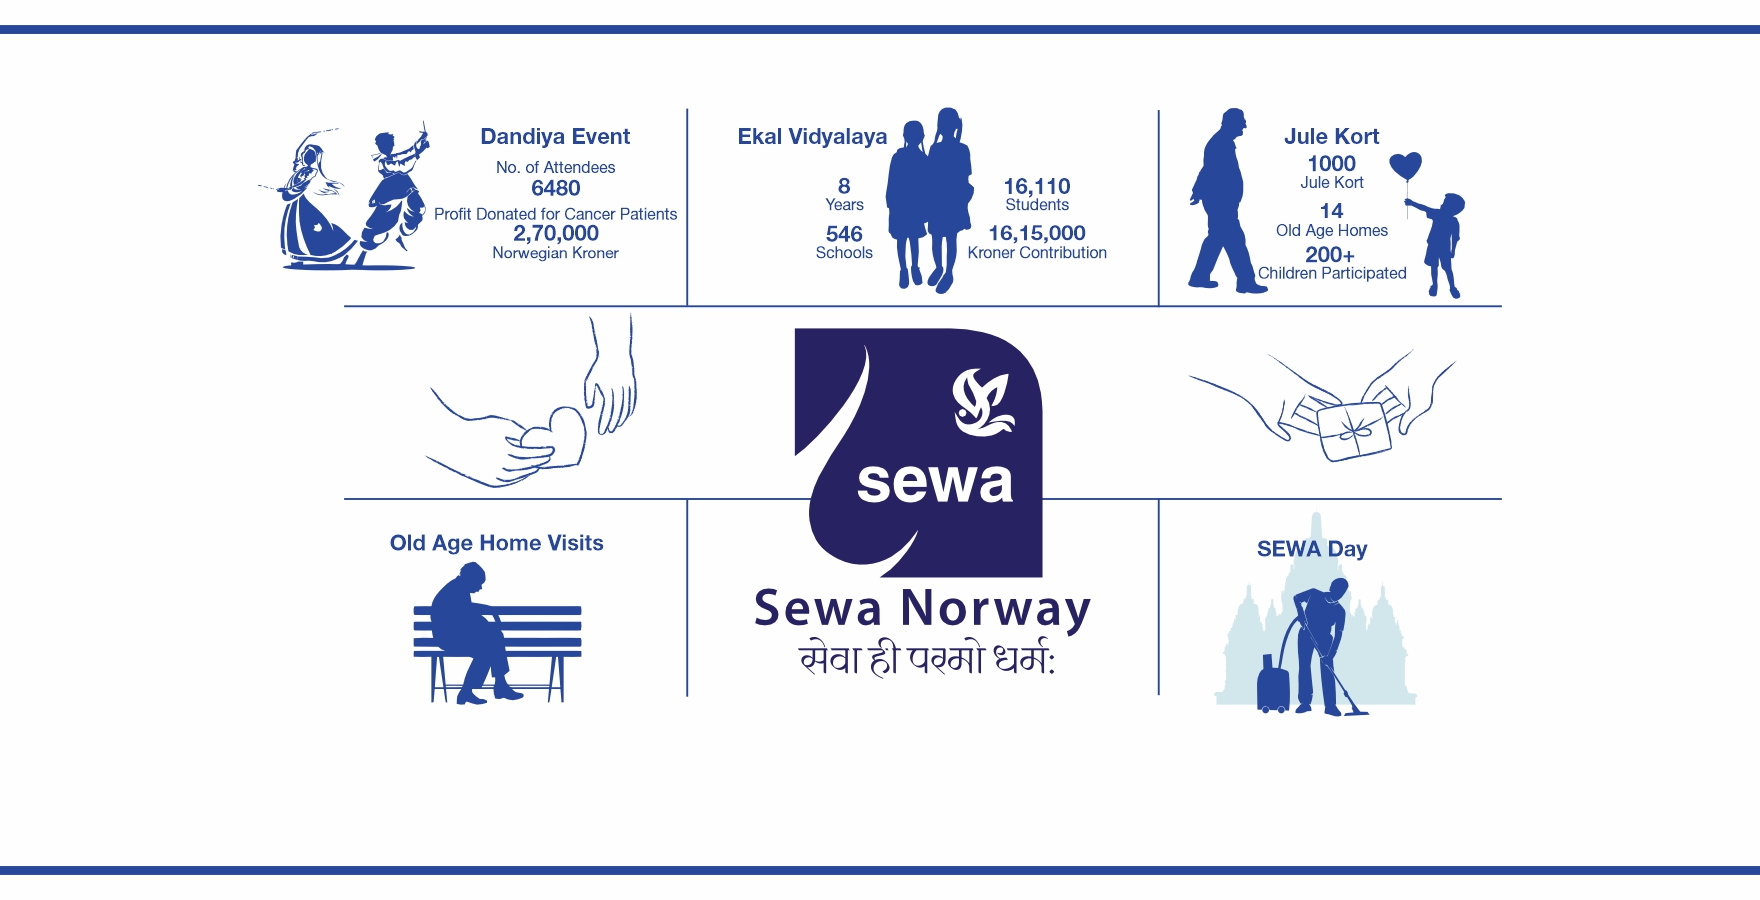 Dandiya Event
No. of Attendees
6480
Profit Donated for Cancer Patients
2,70,000
Norwegian Kroner
Ekal Vidyalaya
8
Years
546
Schools
16,110
Students
16,15,000
Kroner Contribution
Jule Kort
1000
Jule Kort
14
Old Age Homes
200+
Children Participated
sewa
Old Age Home Visits
Sewa Norway
सेवा ही परमो धर्मः
SEWA Day